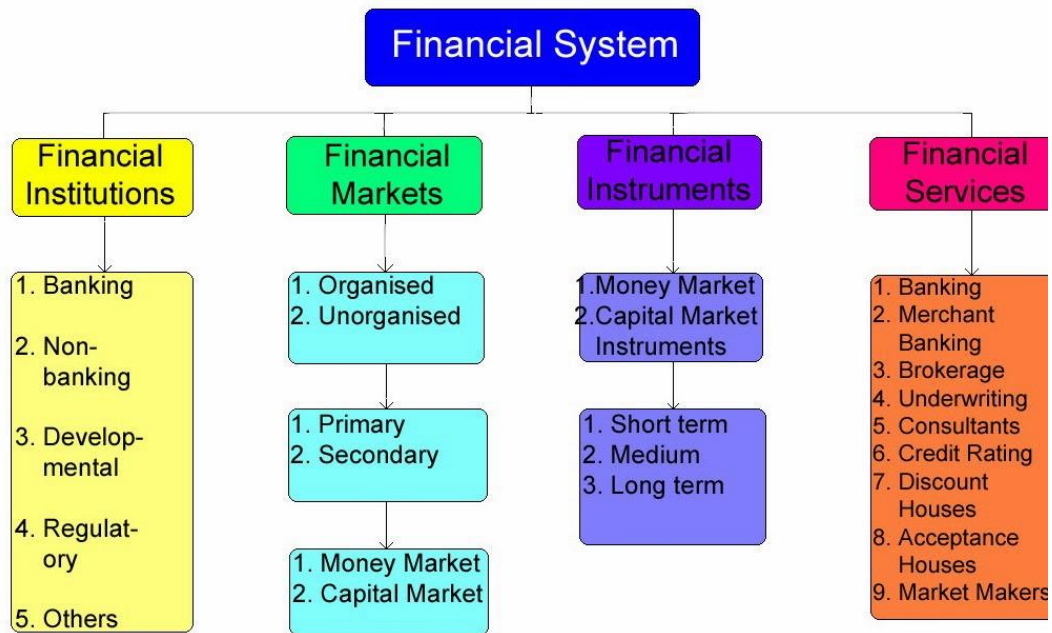 Financial System
Financial
Institutions
1. Banking
2. Non-
banking
3. Develop-
mental
4. Regulat-
ory
5. Others
Financial
Markets
1. Organised
2. Unorganised
1. Primary
2. Secondary
1. Money Market
2. Capital Market
Financial
Instruments
1.Money Market
2.Capital Market
Instruments
1. Short term
2. Medium
3. Long term
Financial
Services
1. Banking
2. Merchant
Banking
3. Brokerage
4. Underwriting
5. Consultants
6. Credit Rating
7. Discount
Houses
8. Acceptance
Houses
9. Market Makers